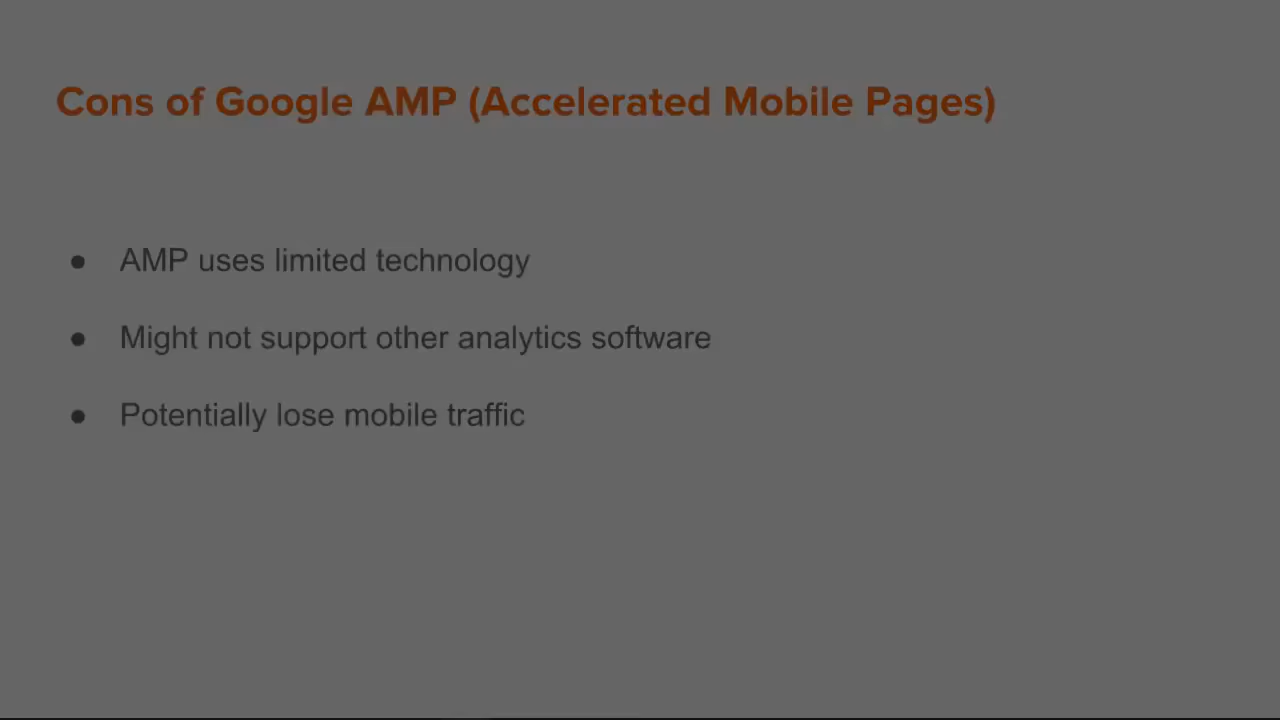 Cons of Google AMP (Accelerated Mobile Pages)
● AMP uses limited technology
● Might not support other analytics software
● Potentially lose mobile traffic